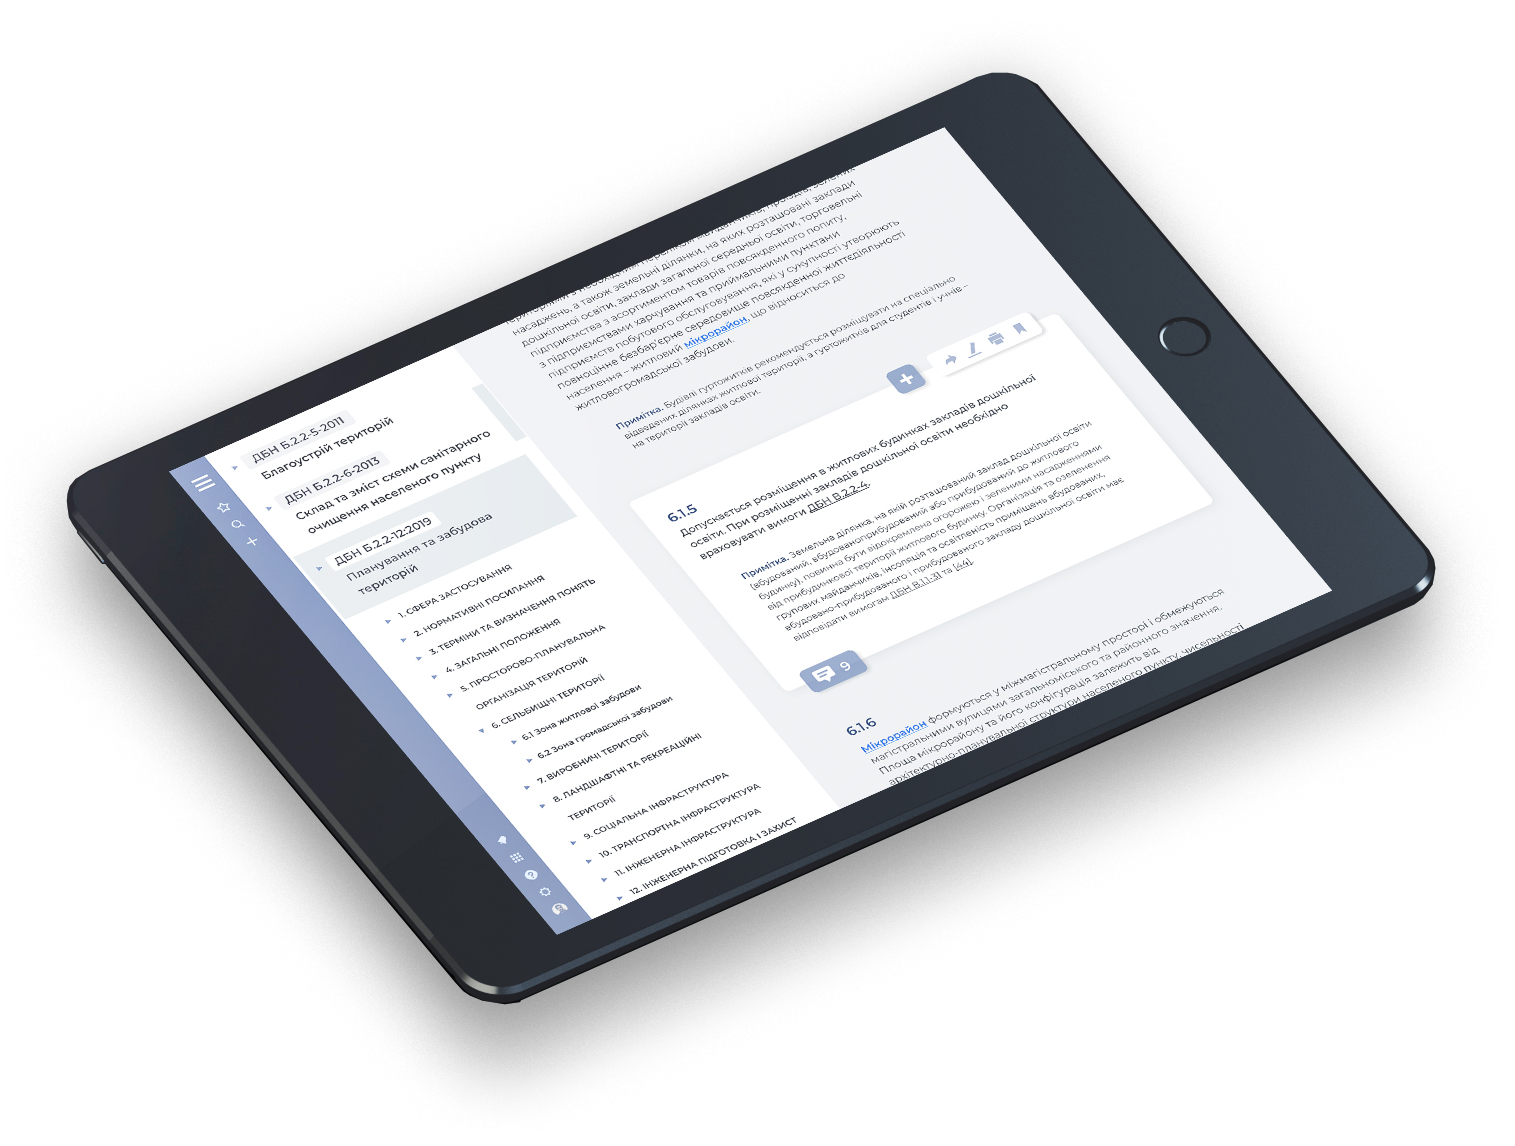 ДБН Б.2.2-5-2011
Благоустрій територій
ДБН Б.2.2-6-2013
Склад та зміст схеми санітарного
очищення населеного пункту
ДБН Б.2.2-12:2019
Планування та забудова
територій
1. СФЕРА ЗАСТОСУВАННЯ
2. НОРМАТИВНІ ПОСИЛАННЯ
3. ТЕРМІНИ ТА ВИЗНАЧЕННЯ ПОНЯТЬ
4. ЗАГАЛЬНІ ПОЛОЖЕННЯ
5. ПРОСТОРОВО-ПЛАНУВАЛЬНА
ОРГАНІЗАЦІЯ ТЕРИТОРІЙ
6. СЕЛЬБИЩНІ ТЕРИТОРІЇ
6.1 Зона житлової забудови
6.2 Зона громадської забудови
7. ВИРОБНИЧІ ТЕРИТОРІЇ
8. ЛАНДШАФТНІ ТА РЕКРЕАЦІЙНІ
ТЕРИТОРІЇ
9. СОЦІАЛЬНА ІНФРАСТРУКТУРА
10. ТРАНСПОРТНА ІНФРАСТРУКТУРА
11. ІНЖЕНЕРНА ІНФРАСТРУКТУРА
12. ІНЖЕНЕРНА ПІДГОТОВКА І ЗАХИСТ
насаджень, а також земельні ділянки, на яких розташовані заклади
дошкільної освіти, заклади загальної середньої освіти, торговельні
підприємства з асортиментом товарів повсякденного попиту,
з підприємствами харчування та приймальними пунктами
підприємств побутового обслуговування, які у сукупності утворюють
повноцінне безбар'єрне середовище повсякденної життєдіяльності
населення – житловий мікрорайон, що відноситься до
житловогромадської забудови.
Примітка. Будівлі гуртожитків рекомендується розміщувати на спеціально
відведених ділянках житлової території, а гуртожитків для студентів і учнів –
на території закладів освіти.
6.1.5
Допускається розміщення в житлових будинках закладів дошкільної
освіти. При розміщенні закладів дошкільної освіти необхідно
враховувати вимоги ДБН В.2.2-4.
Примітка. Земельна ділянка, на якій розташований заклад дошкільної освіти
(вбудований, вбудованоприбудований або прибудований до житлового
будинку), повинна бути відокремлена огорожею і зеленими насадженнями
від прибудинкової території житлового будинку. Організація та озеленення
групових майданчиків, інсоляція та освітленість приміщень вбудованих,
вбудовано-прибудованого і прибудованого закладу дошкільної освіти має
відповідати вимогам ДБН В.1.1-31 та [44].
9
6.1.6
Мікрорайон формуються у міжмагістральному просторі і обмежуються
магістральними вулицями загальноміського та районного значення.
Площа мікрорайону та його конфігурація залежить від
архітектурно-планувальної структури населеного пункту, чисельності